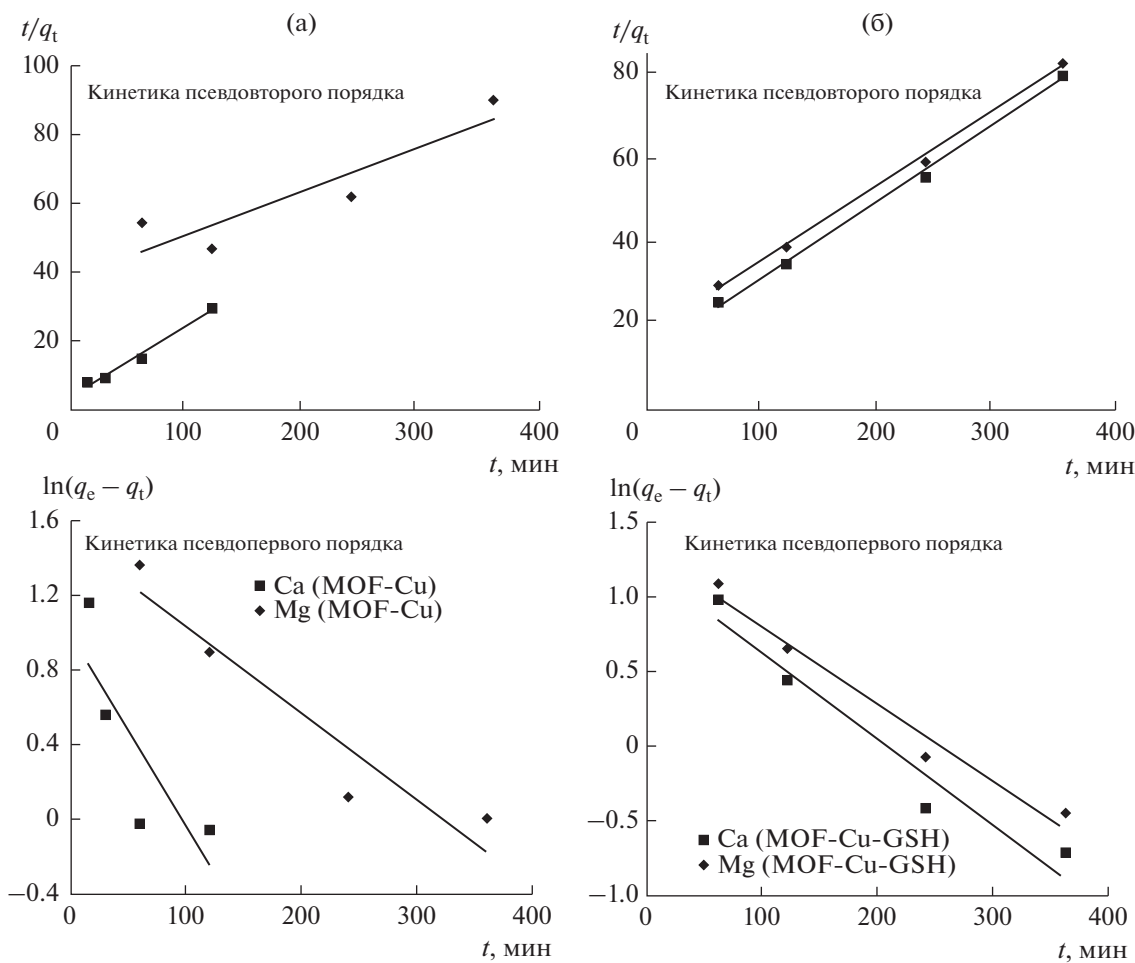 (а)
t/qt
100
80
60
40
20
0
100
200
300
400
t, мин
Кинетика псевдовторого порядка
(б)
t/qt
80
60
40
20
0
100
200
300
400
t, мин
Кинетика псевдовторого порядка
ln(qe – qt)
1.6
1.2
0.8
0.4
0
–0.4
0
100
200
300
400
t, мин
Кинетика псевдопервого порядка
Ca (MOF-Cu)
Mg (MOF-Cu)
ln(qe – qt)
1.5
1.0
0.5
0
–0.5
–1.0
0
100
200
300
400
t, мин
Кинетика псевдопервого порядка
Ca (MOF-Cu-GSH)
Mg (MOF-Cu-GSH)